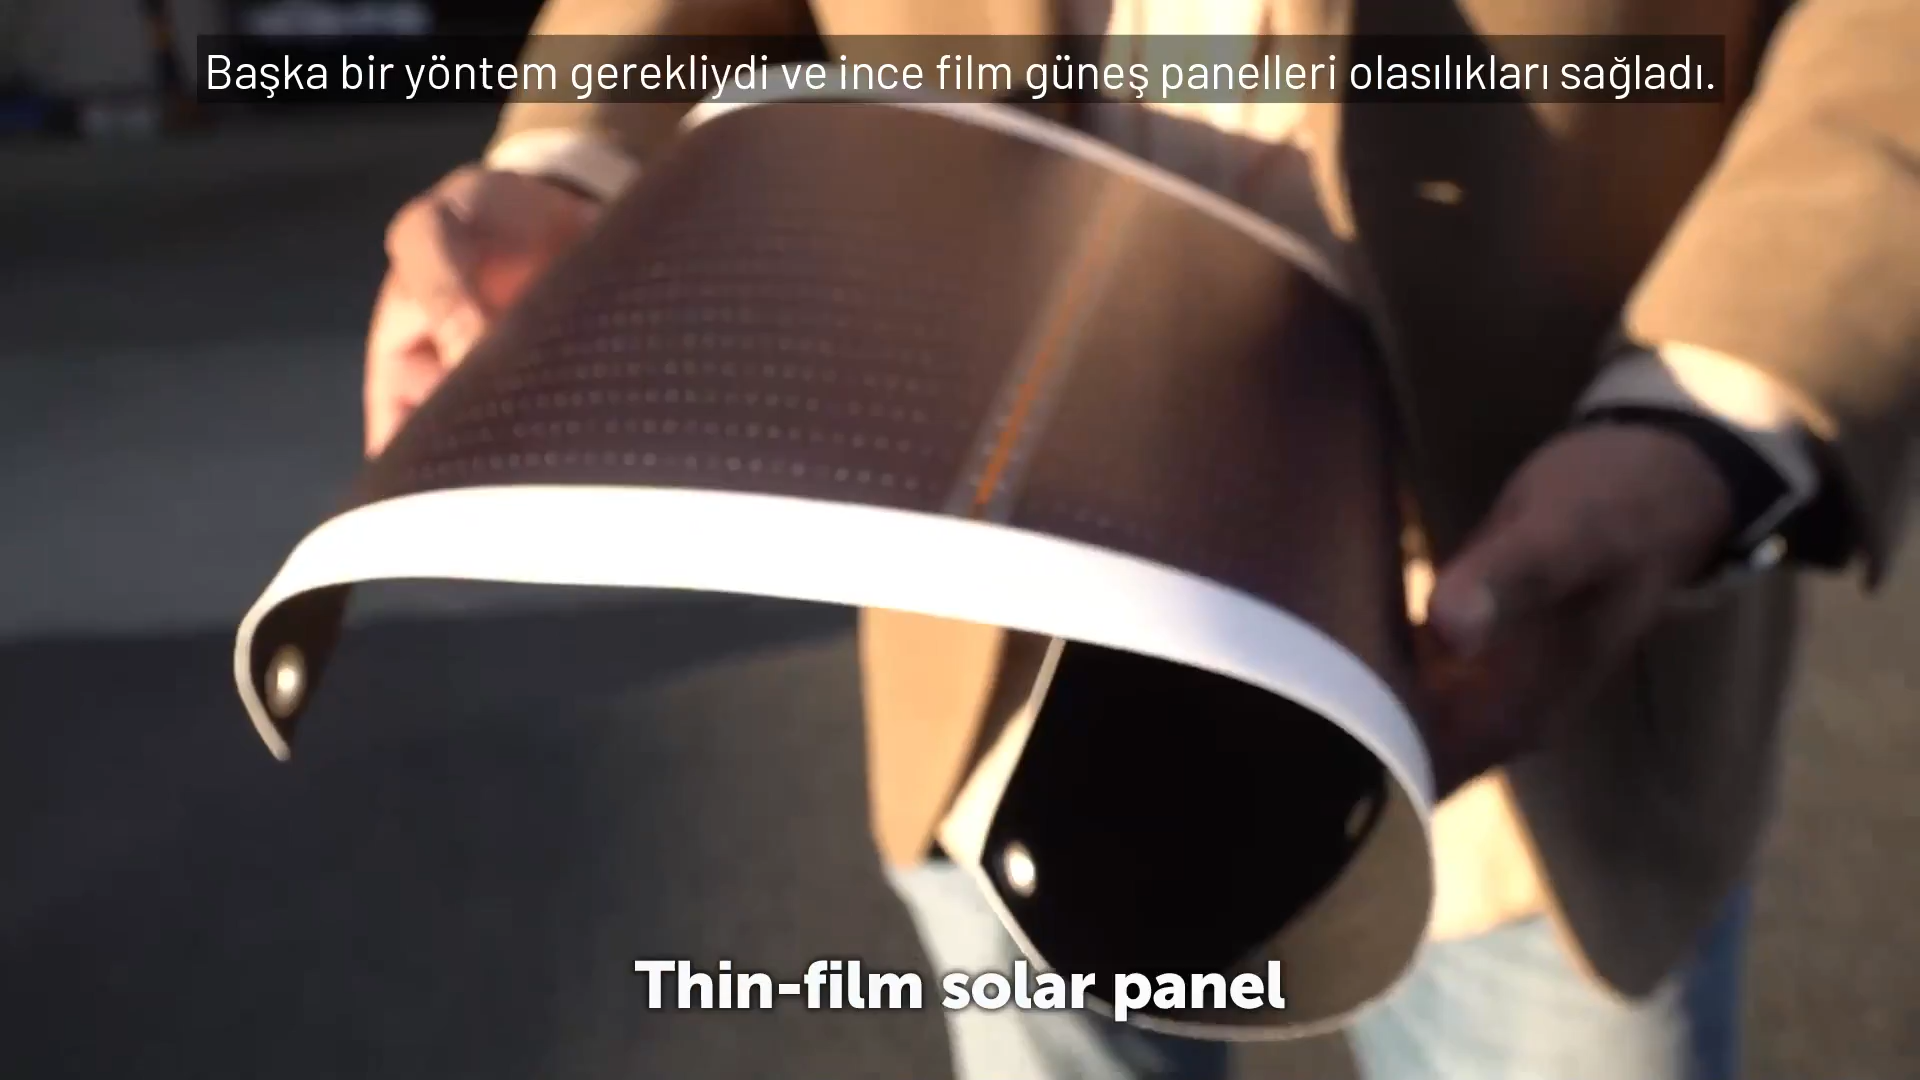 Başka bir yöntem gerekliydi ve ince film güneş panelleri olasılıkları sağladı.
Thin-film solar panel